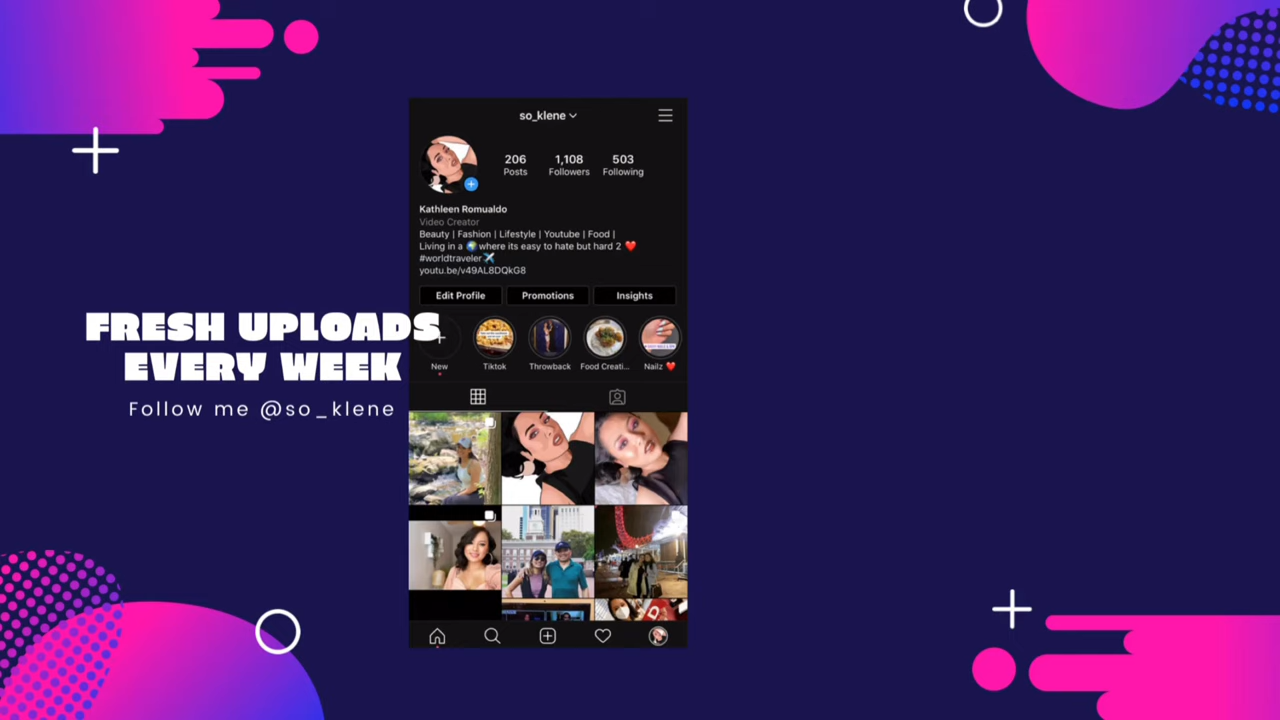 so_klene
206 1,108 503
Posts Followers Following
Kathleen Romualdo
Video Creator
Beauty | Fashion | Lifestyle | Youtube | Food |
Living in a 🌍 where its easy to hate but hard 2 ❤️
#worldtraveler✈️
youtu.be/v49AL8DQkG8
Edit Profile Promotions Insights
FRESH UPLOADS
EVERY WEEK
Follow me @so_klene
New Tiktok Throwback Food Creati... Nailz ❤️